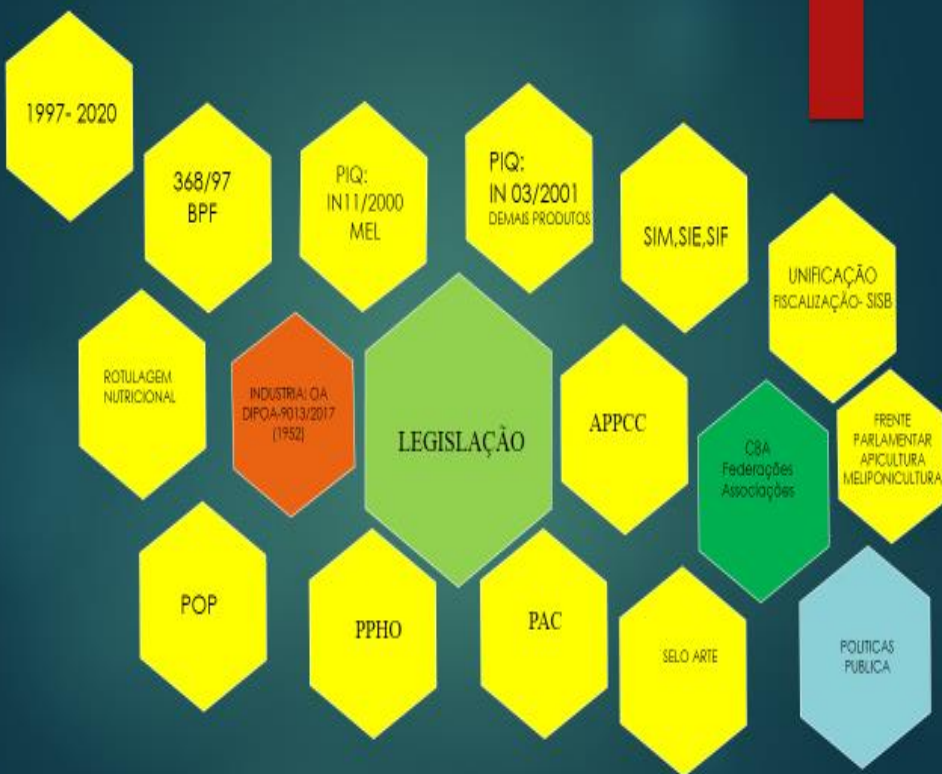 1997- 2020
368/97
BPF
PIQ:
IN11/2000
MEL
PIQ:
IN 03/2001
DEMAIS PRODUTOS
SIM,SIE,SIF
UNIFICAÇÃO
FISCALIZAÇÃO- SISB
ROTULAGEM
NUTRICIONAL
INDUSTRIA: OA
DIPOA-9013/2017
(1952)
LEGISLAÇÃO
APPCC
CBA
Federações
Associações
FRENTE
PARLAMENTAR
APICULTURA
MELIPONICULTURA
POP
PPHO
PAC
SELO ARTE
POLITICAS
PUBLICA